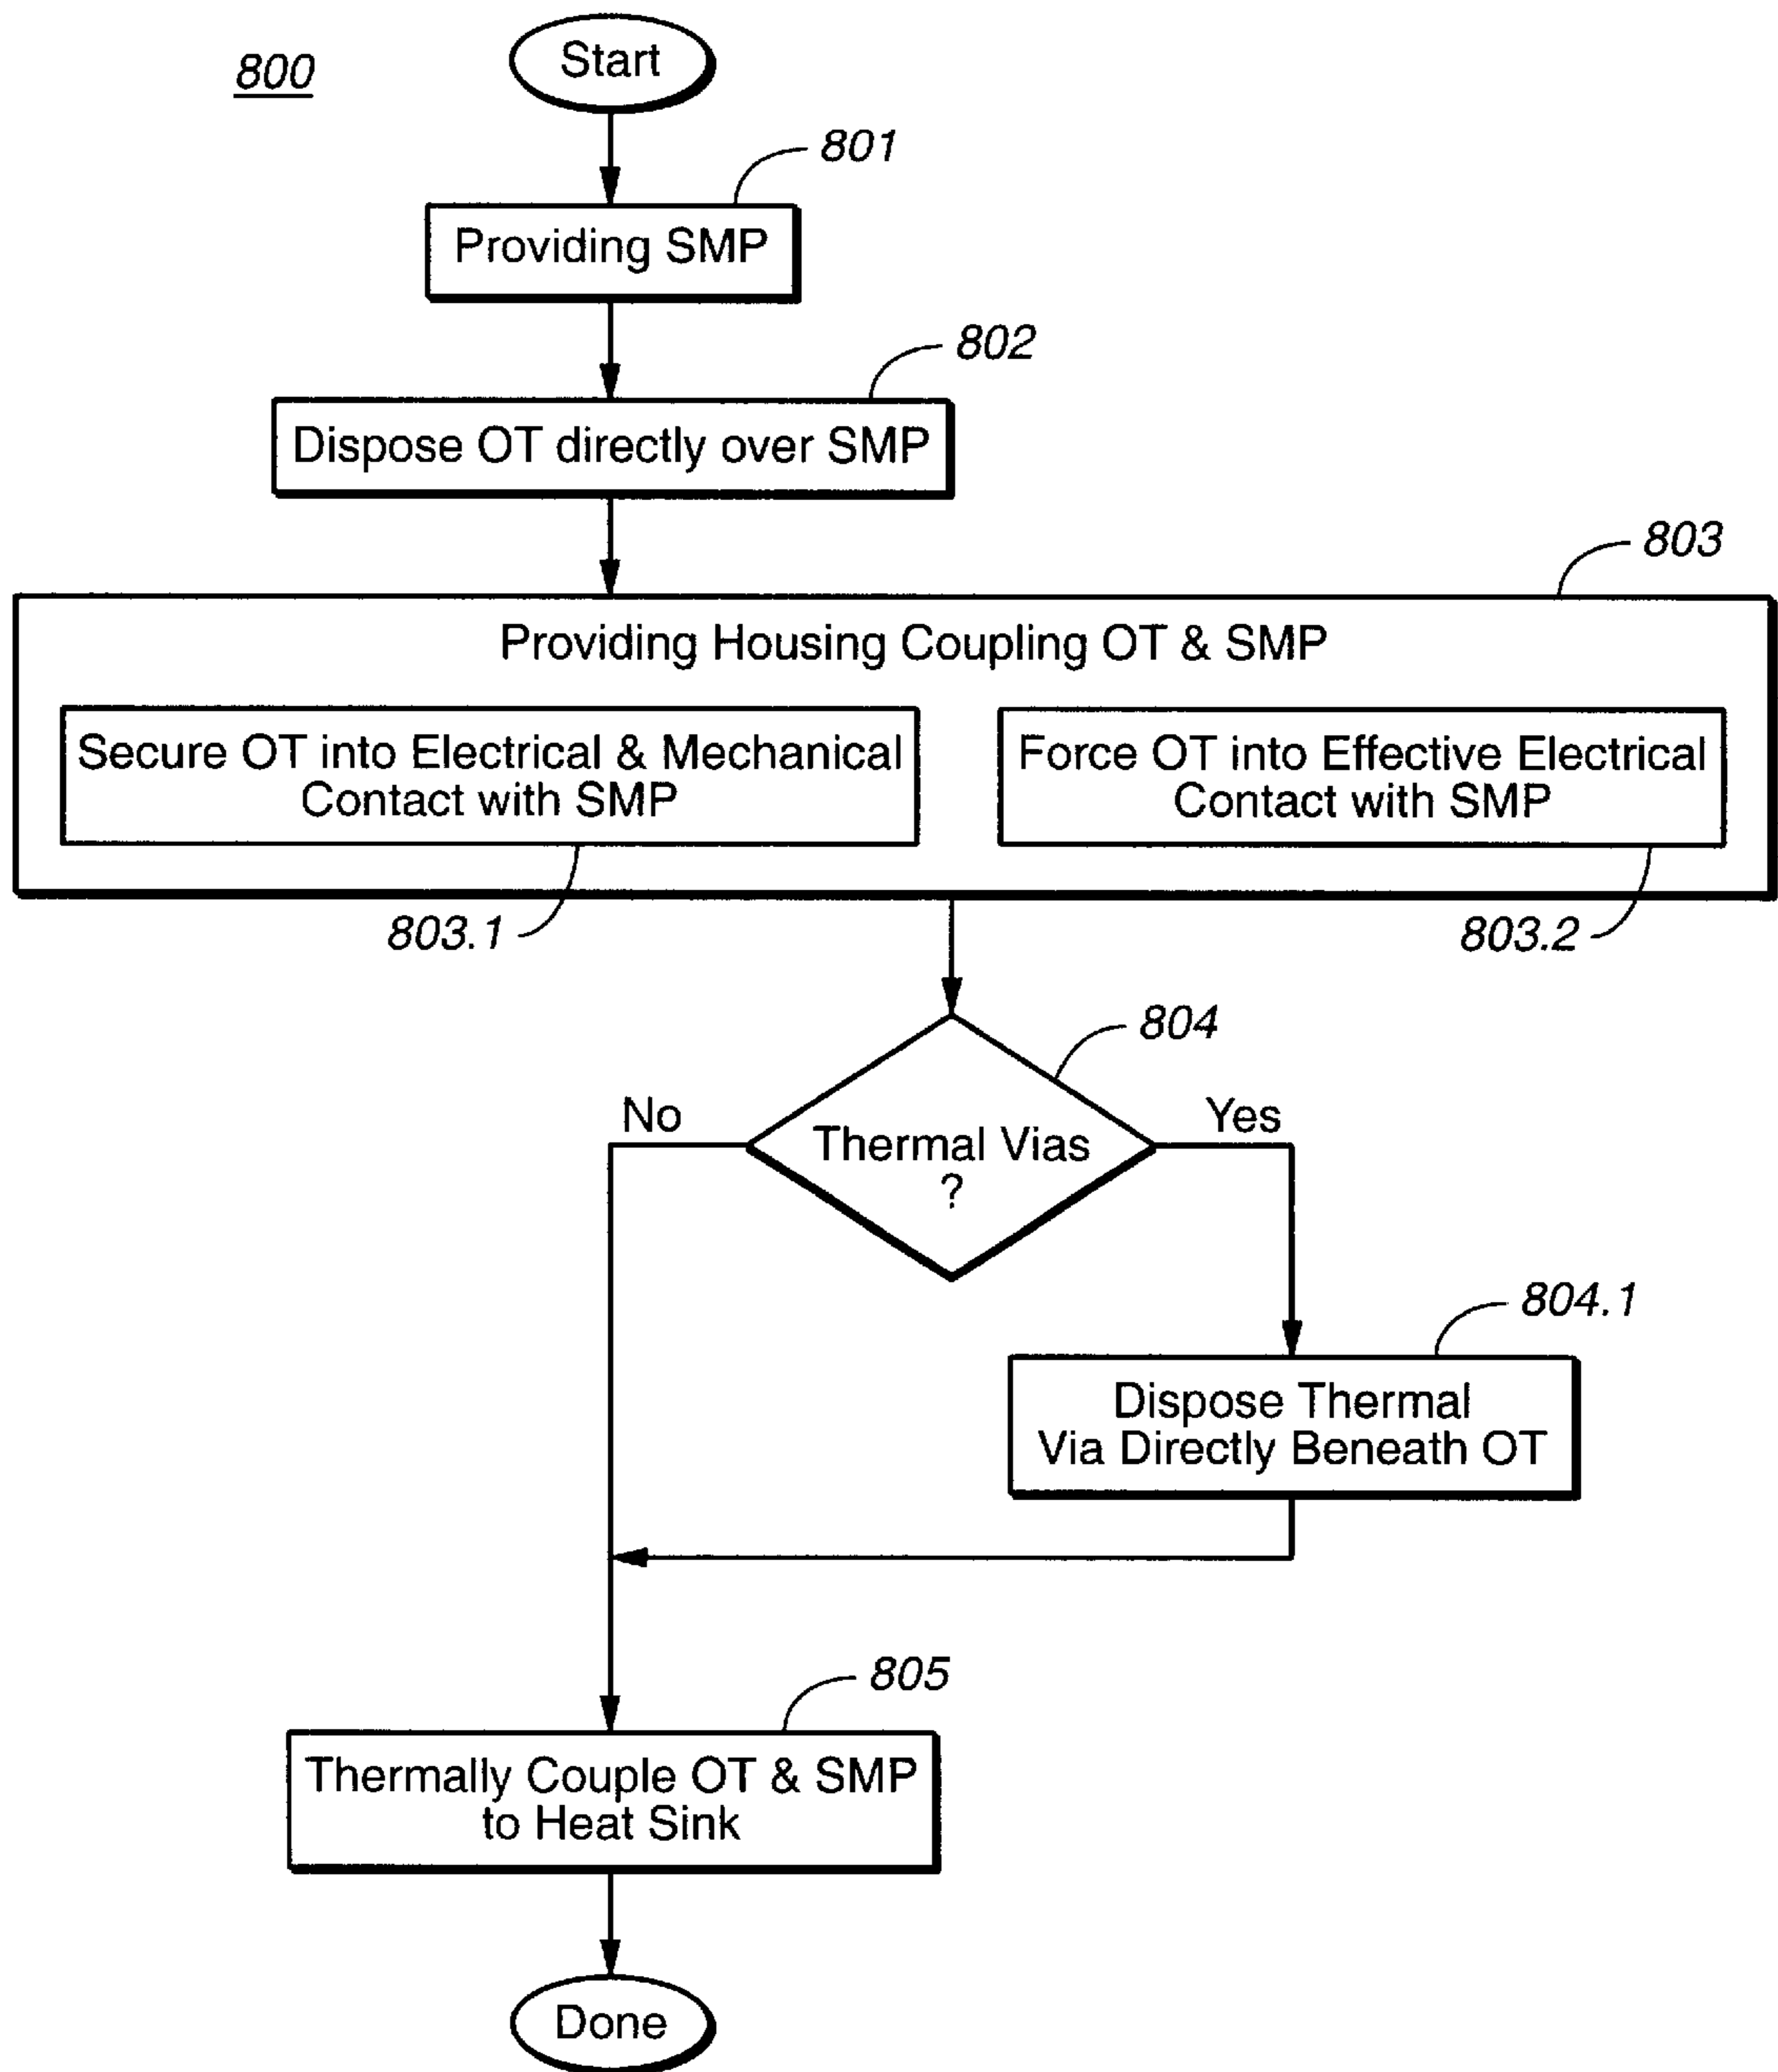 800
Start
801
Providing SMP
802
Dispose OT directly over SMP
803
Providing Housing Coupling OT & SMP
Secure OT into Electrical & Mechanical
Contact with SMP
Force OT into Effective Electrical
Contact with SMP
803.1
803.2
804
No
Yes
Thermal Vias
?
804.1
Dispose Thermal
Via Directly Beneath OT
805
Thermally Couple OT & SMP
to Heat Sink
Done